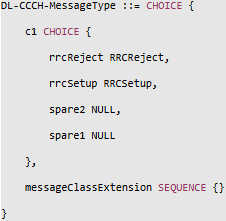 DL-CCCH-MessageType ::= CHOICE {
c1 CHOICE {
rrcReject RRCReject,
rrcSetup RRCSetup,
spare2 NULL,
spare1 NULL
},
messageClassExtension SEQUENCE {}
}